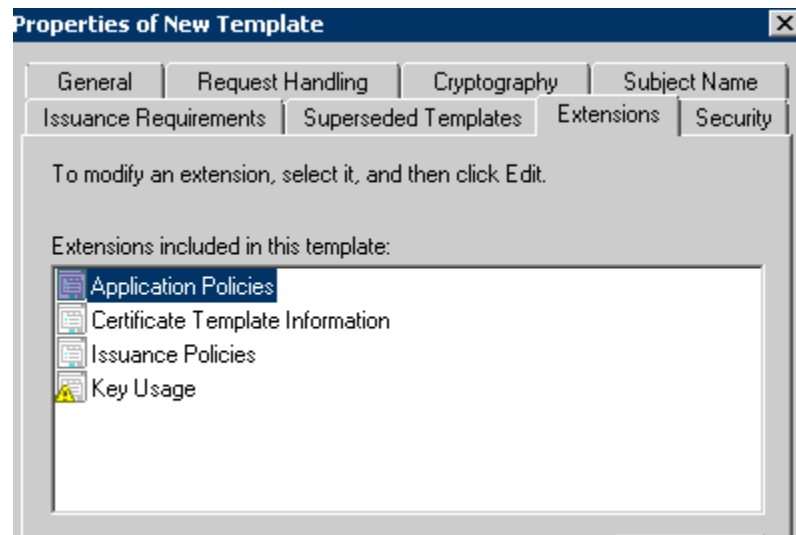 Properties of New Template
General Request Handling Cryptography Subject Name
Issuance Requirements Superseded Templates Extensions Security
To modify an extension, select it, and then click Edit.
Extensions included in this template:
Application Policies
Certificate Template Information
Issuance Policies
Key Usage